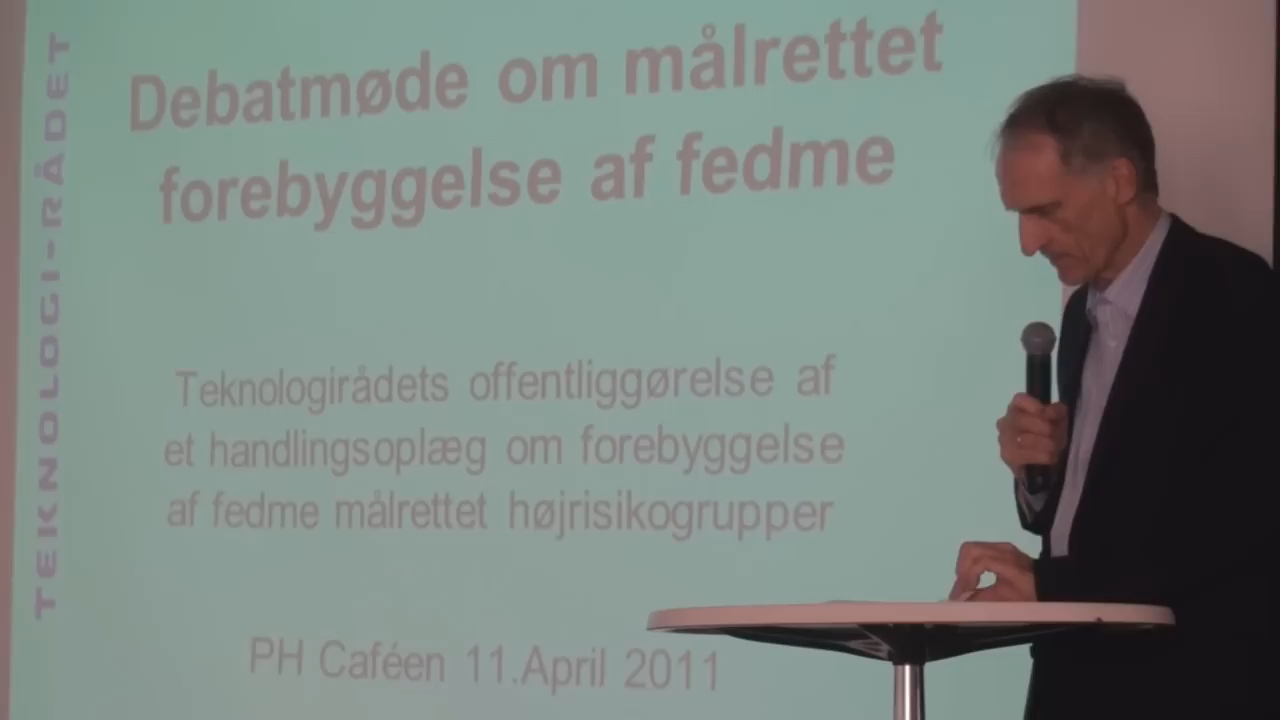 TEKNOLOGI-RÅDET
Debatmøde om målrettet
forebyggelse af fedme
Teknologirådets offentliggørelse af
et handlingsoplæg om forebyggelse
af fedme målrettet højrisikogrupper
PH Caféen 11.April 2011